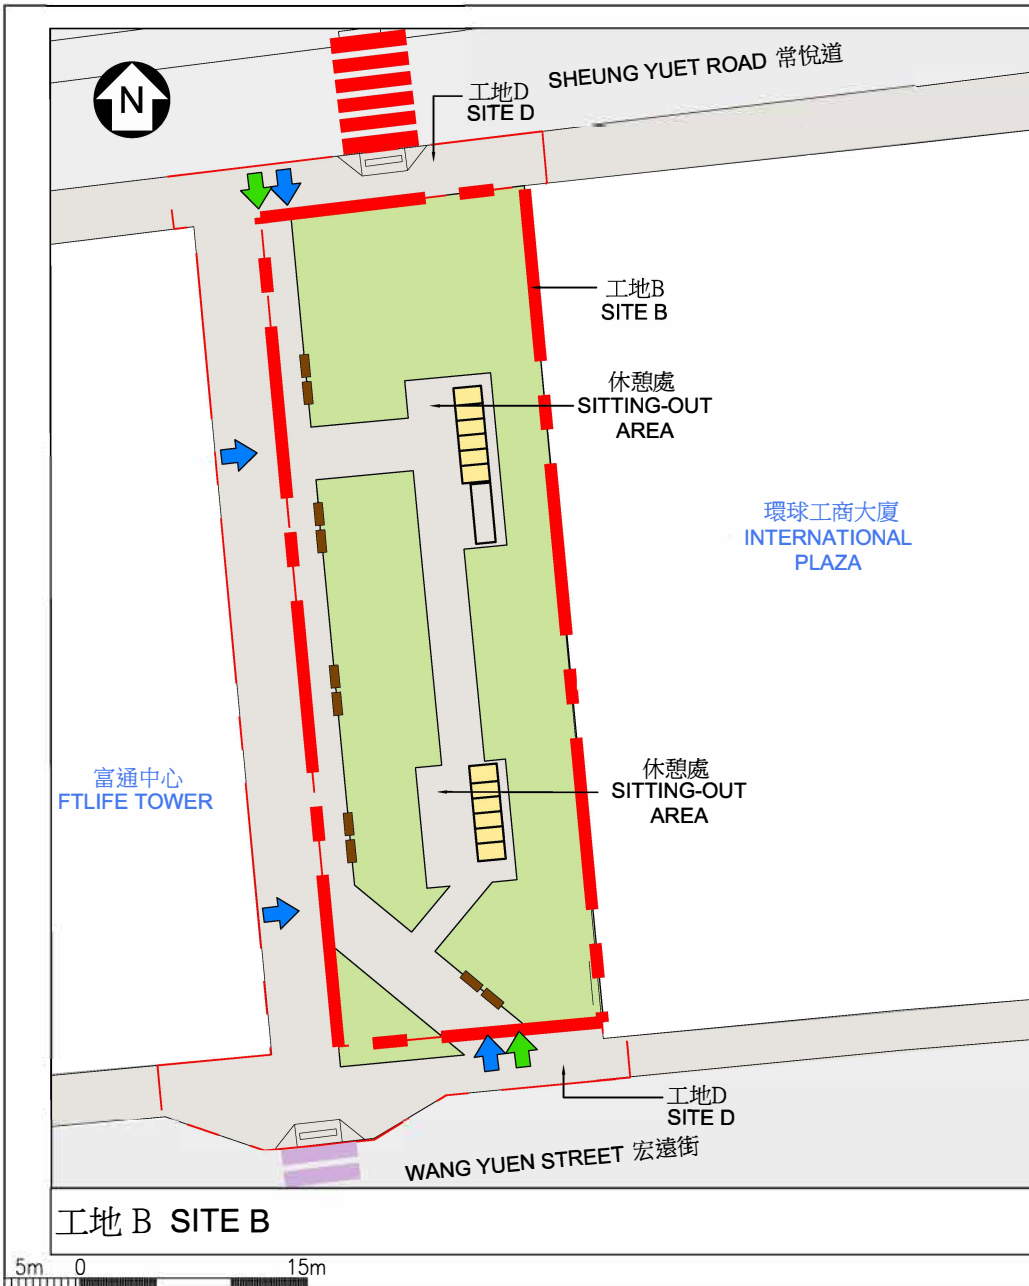 N
SHEUNG YUET ROAD 常悅道
工地D
SITE D
工地B
SITE B
休憩處
SITTING-OUT
AREA
環球工商大廈
INTERNATIONAL
PLAZA
富通中心
FTLIFE TOWER
休憩處
SITTING-OUT
AREA
工地D
SITE D
WANG YUEN STREET 宏遠街
工地 B SITE B
5m 0 15m